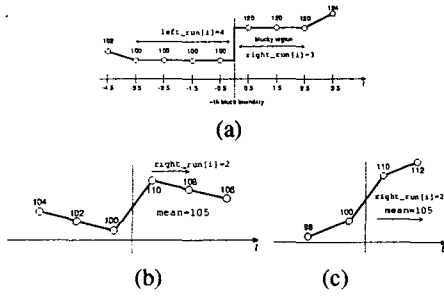 102 left_run[i]=4 124
100 100 100 100 120 120 120
blocky region
right_run[i]=3
-4.5 -3.5 -2.5 -1.5 -0.5 0.5 1.5 2.5 3.5 t
i-th block boundary
(a)
right_run[i]=2
104 102 100 110 108 106
mean=105
t
(b)
98 100 110 112
right_run[i]=2
mean=105
t
(c)